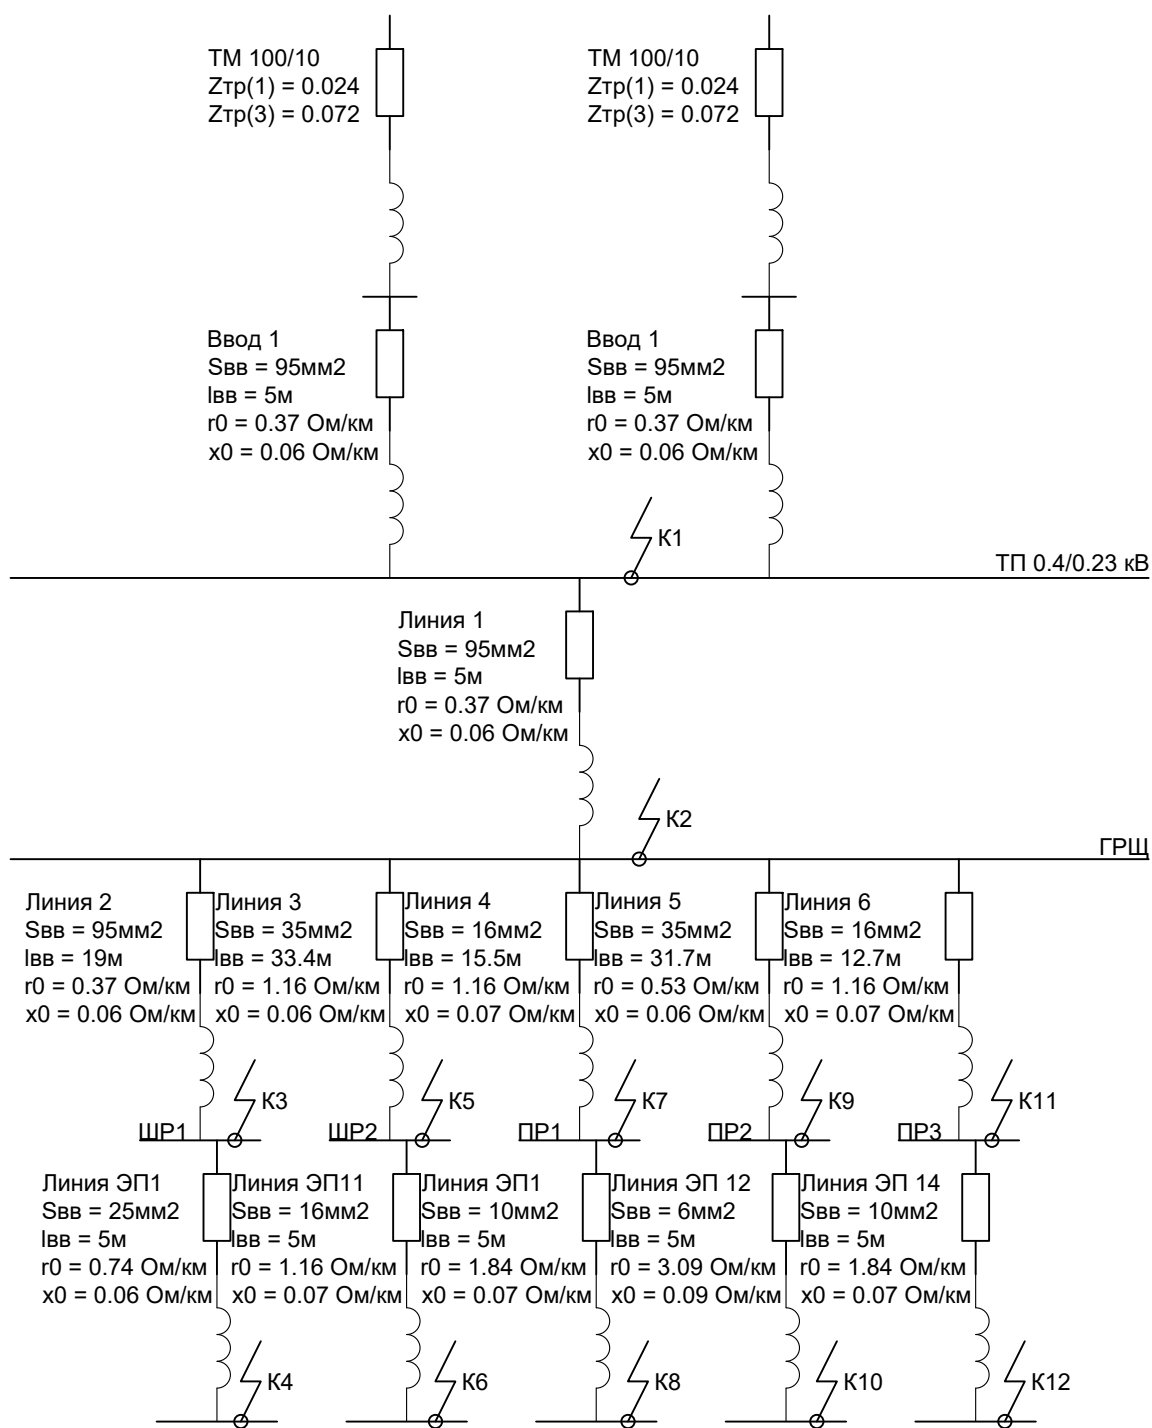 ТМ 100/10
Zтр(1) = 0.024
Zтр(3) = 0.072
ТМ 100/10
Zтр(1) = 0.024
Zтр(3) = 0.072
Ввод 1
Sвв = 95мм2
lвв = 5м
r0 = 0.37 Ом/км
x0 = 0.06 Ом/км
Ввод 1
Sвв = 95мм2
lвв = 5м
r0 = 0.37 Ом/км
x0 = 0.06 Ом/км
К1
ТП 0.4/0.23 кВ
Линия 1
Sвв = 95мм2
lвв = 5м
r0 = 0.37 Ом/км
x0 = 0.06 Ом/км
К2
ГРЩ
Линия 2
Sвв = 95мм2
lвв = 19м
r0 = 0.37 Ом/км
x0 = 0.06 Ом/км
Линия 3
Sвв = 35мм2
lвв = 33.4м
r0 = 1.16 Ом/км
x0 = 0.06 Ом/км
Линия 4
Sвв = 16мм2
lвв = 15.5м
r0 = 1.16 Ом/км
x0 = 0.07 Ом/км
Линия 5
Sвв = 35мм2
lвв = 31.7м
r0 = 0.53 Ом/км
x0 = 0.06 Ом/км
Линия 6
Sвв = 16мм2
lвв = 12.7м
r0 = 1.16 Ом/км
x0 = 0.07 Ом/км
К3
К5
К7
К9
К11
ШР1
ШР2
ПР1
ПР2
ПР3
Линия ЭП1
Sвв = 25мм2
lвв = 5м
r0 = 0.74 Ом/км
x0 = 0.06 Ом/км
Линия ЭП11
Sвв = 16мм2
lвв = 5м
r0 = 1.16 Ом/км
x0 = 0.07 Ом/км
Линия ЭП1
Sвв = 10мм2
lвв = 5м
r0 = 1.84 Ом/км
x0 = 0.07 Ом/км
Линия ЭП 12
Sвв = 6мм2
lвв = 5м
r0 = 3.09 Ом/км
x0 = 0.09 Ом/км
Линия ЭП 14
Sвв = 10мм2
lвв = 5м
r0 = 1.84 Ом/км
x0 = 0.07 Ом/км
К4
К6
К8
К10
К12